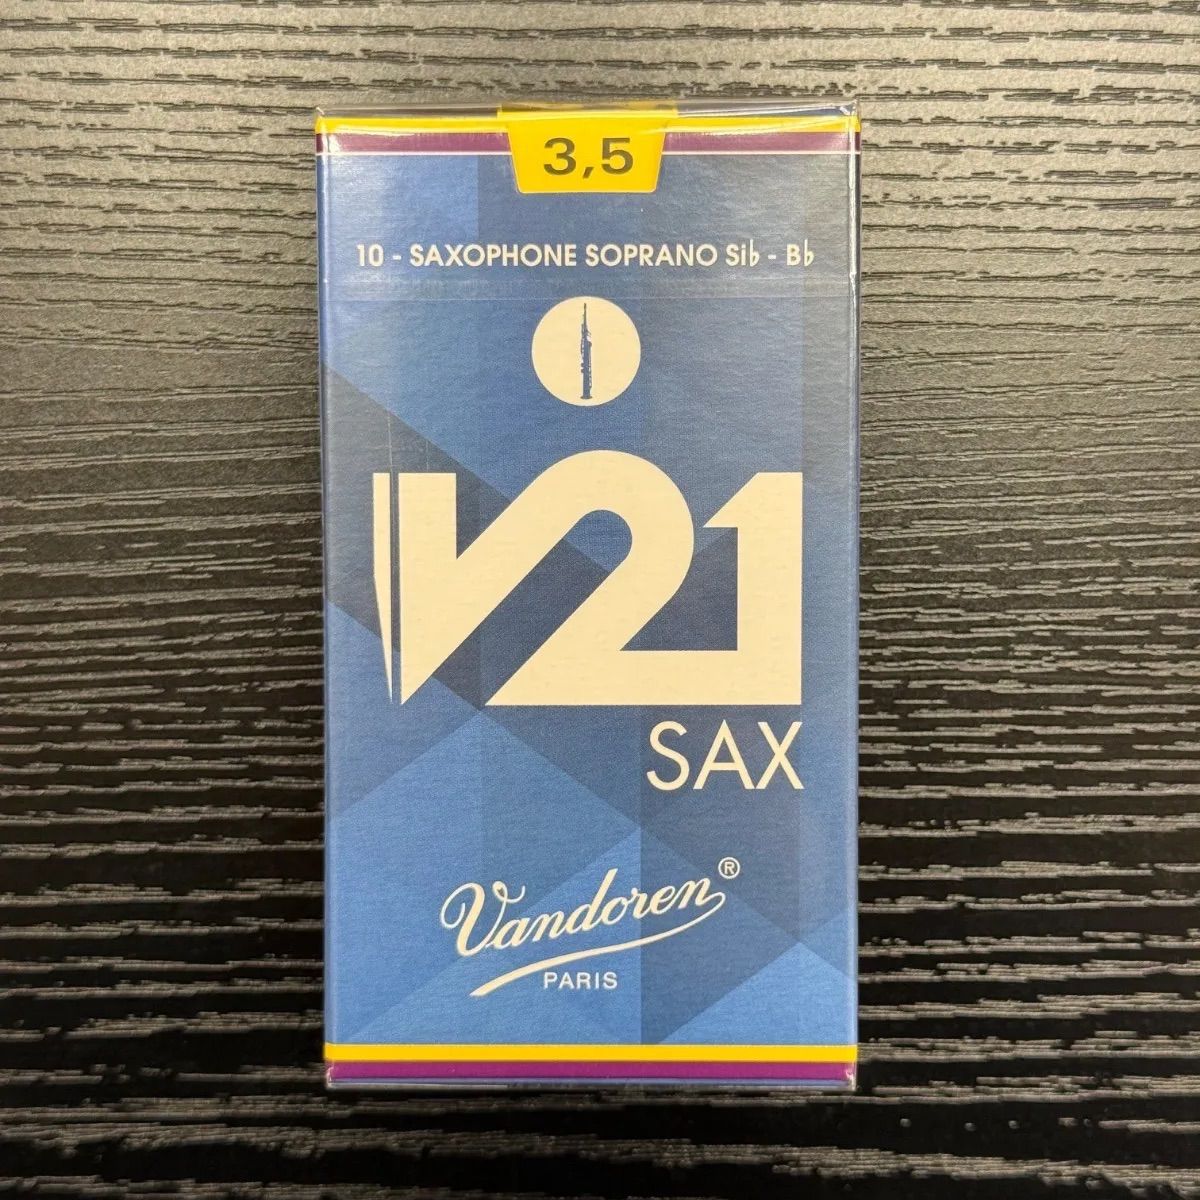 3,5
10 - SAXOPHONE SOPRANO Si♭ - B♭
V21
SAX
Vandoren®
PARIS